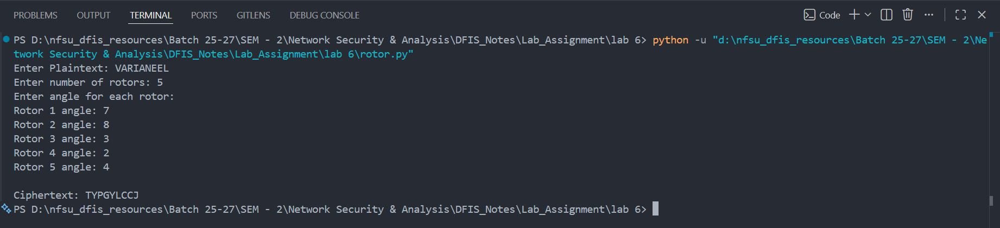 PROBLEMS OUTPUT TERMINAL PORTS GITLENS DEBUG CONSOLE Code
PS D:\nfsu_dfis_resources\Batch 25-27\SEM - 2\Network Security & Analysis\DFIS_Notes\Lab_Assignment\lab 6> python -u "d:\nfsu_dfis_resources\Batch 25-27\SEM - 2\Ne
twork Security & Analysis\DFIS_Notes\Lab_Assignment\lab 6\rotor.py"
Enter Plaintext: VARIANEEL
Enter number of rotors: 5
Enter angle for each rotor:
Rotor 1 angle: 7
Rotor 2 angle: 8
Rotor 3 angle: 3
Rotor 4 angle: 2
Rotor 5 angle: 4
Ciphertext: TYPGYLCCJ
PS D:\nfsu_dfis_resources\Batch 25-27\SEM - 2\Network Security & Analysis\DFIS_Notes\Lab_Assignment\lab 6>